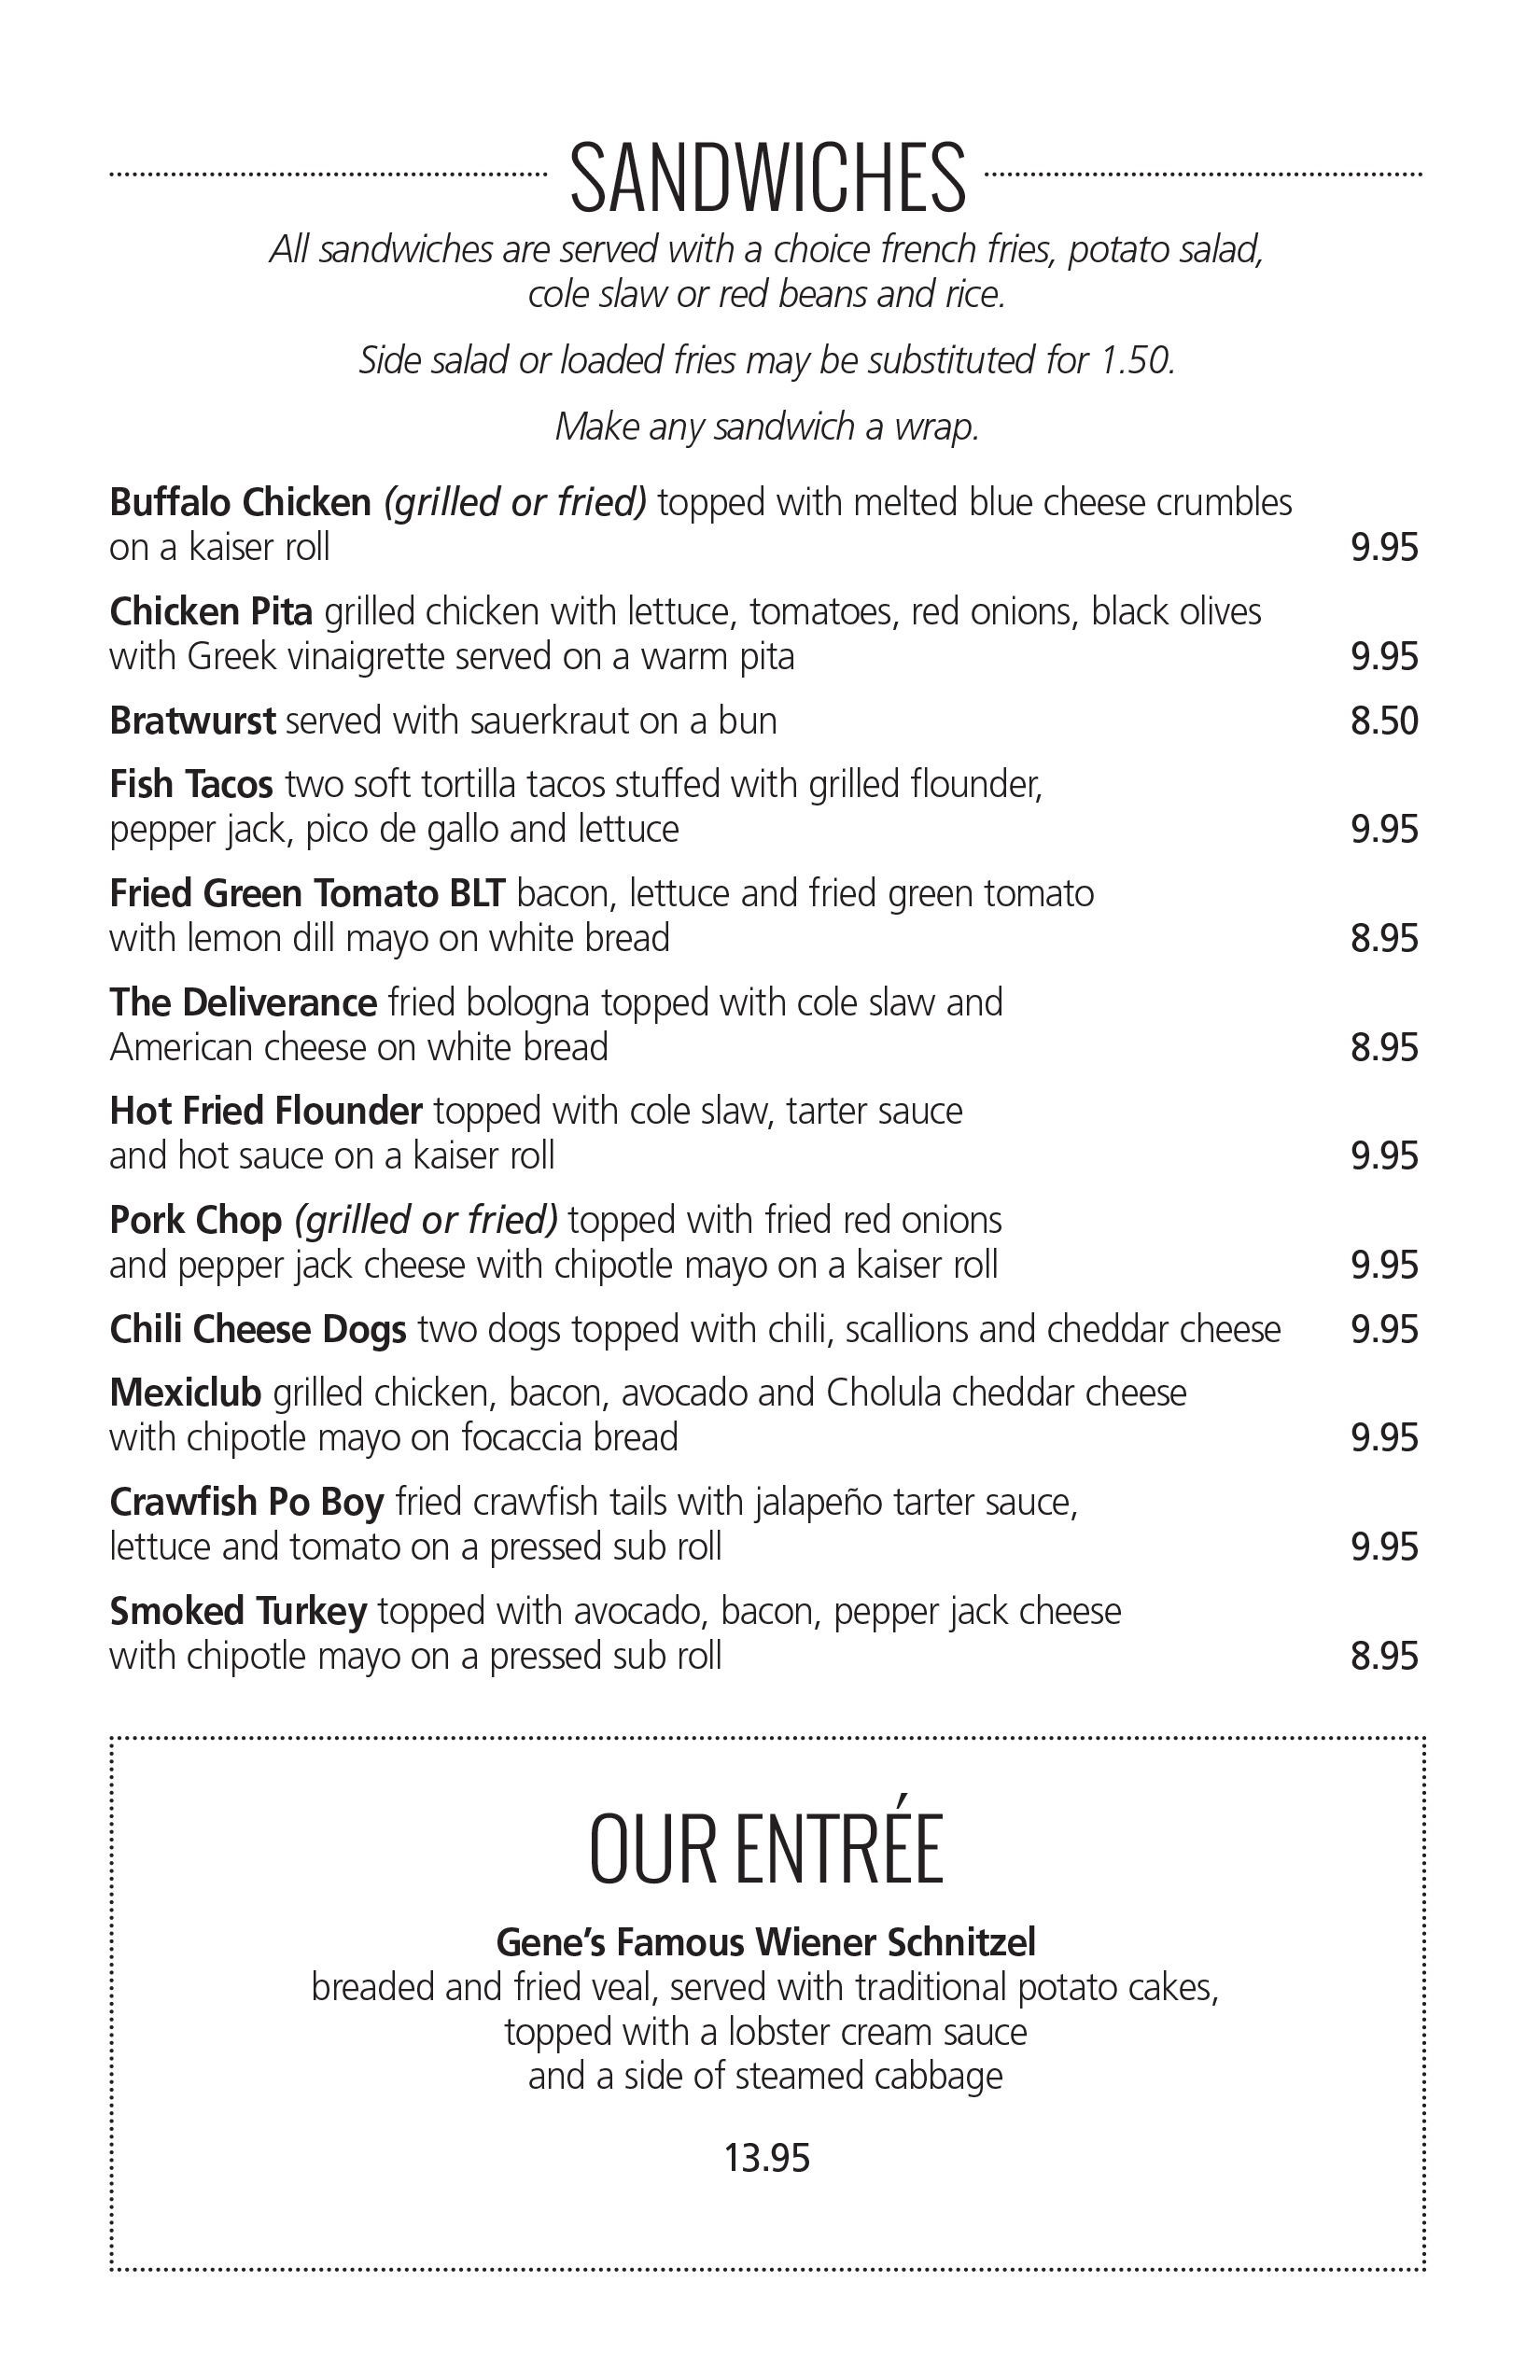 SANDWICHES
All sandwiches are served with a choice french fries, potato salad,
cole slaw or red beans and rice.
Side salad or loaded fries may be substituted for 1.50.
Make any sandwich a wrap.
Buffalo Chicken (grilled or fried) topped with melted blue cheese crumbles
on a kaiser roll 9.95
Chicken Pita grilled chicken with lettuce, tomatoes, red onions, black olives
with Greek vinaigrette served on a warm pita 9.95
Bratwurst served with sauerkraut on a bun 8.50
Fish Tacos two soft tortilla tacos stuffed with grilled flounder,
pepper jack, pico de gallo and lettuce 9.95
Fried Green Tomato BLT bacon, lettuce and fried green tomato
with lemon dill mayo on white bread 8.95
The Deliverance fried bologna topped with cole slaw and
American cheese on white bread 8.95
Hot Fried Flounder topped with cole slaw, tarter sauce
and hot sauce on a kaiser roll 9.95
Pork Chop (grilled or fried) topped with fried red onions
and pepper jack cheese with chipotle mayo on a kaiser roll 9.95
Chili Cheese Dogs two dogs topped with chili, scallions and cheddar cheese 9.95
Mexiclub grilled chicken, bacon, avocado and Cholula cheddar cheese
with chipotle mayo on focaccia bread 9.95
Crawfish Po Boy fried crawfish tails with jalapeño tarter sauce,
lettuce and tomato on a pressed sub roll 9.95
Smoked Turkey topped with avocado, bacon, pepper jack cheese
with chipotle mayo on a pressed sub roll 8.95
OUR ENTRÉE
Gene’s Famous Wiener Schnitzel
breaded and fried veal, served with traditional potato cakes,
topped with a lobster cream sauce
and a side of steamed cabbage
13.95